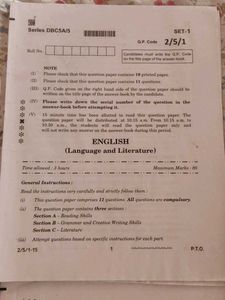 Series DBC5A/5
SET-1
Q.P. Code 2/5/1
Roll No.
Candidates must write the Q.P. Code on the title page of the answer-book.
NOTE
(I) Please check that this question paper contains printed pages.
(II) Please check that this question paper contains 11 questions.
(III) Q.P. Code given on the right hand side of the question paper should be
written on the title page of the answer-book by the candidate.
(IV) Please write down the serial number of the question in the
answer-book before attempting it.
(V) 15 minute time has been allotted to read this question paper. The
question paper will be distributed at 10.15 a.m. From 10.15 a.m. to
10.30 a.m., the students will read the question paper only and
will not write any answer on the answer-book during this period.
ENGLISH
(Language and Literature)
Time allowed : 3 hours
Maximum Marks : 80
General Instructions :
Read the instructions very carefully and strictly follow them :
(i) This question paper comprises 11 questions. All questions are compulsory.
(ii) The question paper contains three sections :
Section A – Reading Skills
Section B – Grammar and Creative Writing Skills
Section C – Literature
(iii) Attempt questions based on specific instructions for each part.
2/5/1-15
1
P.T.O.